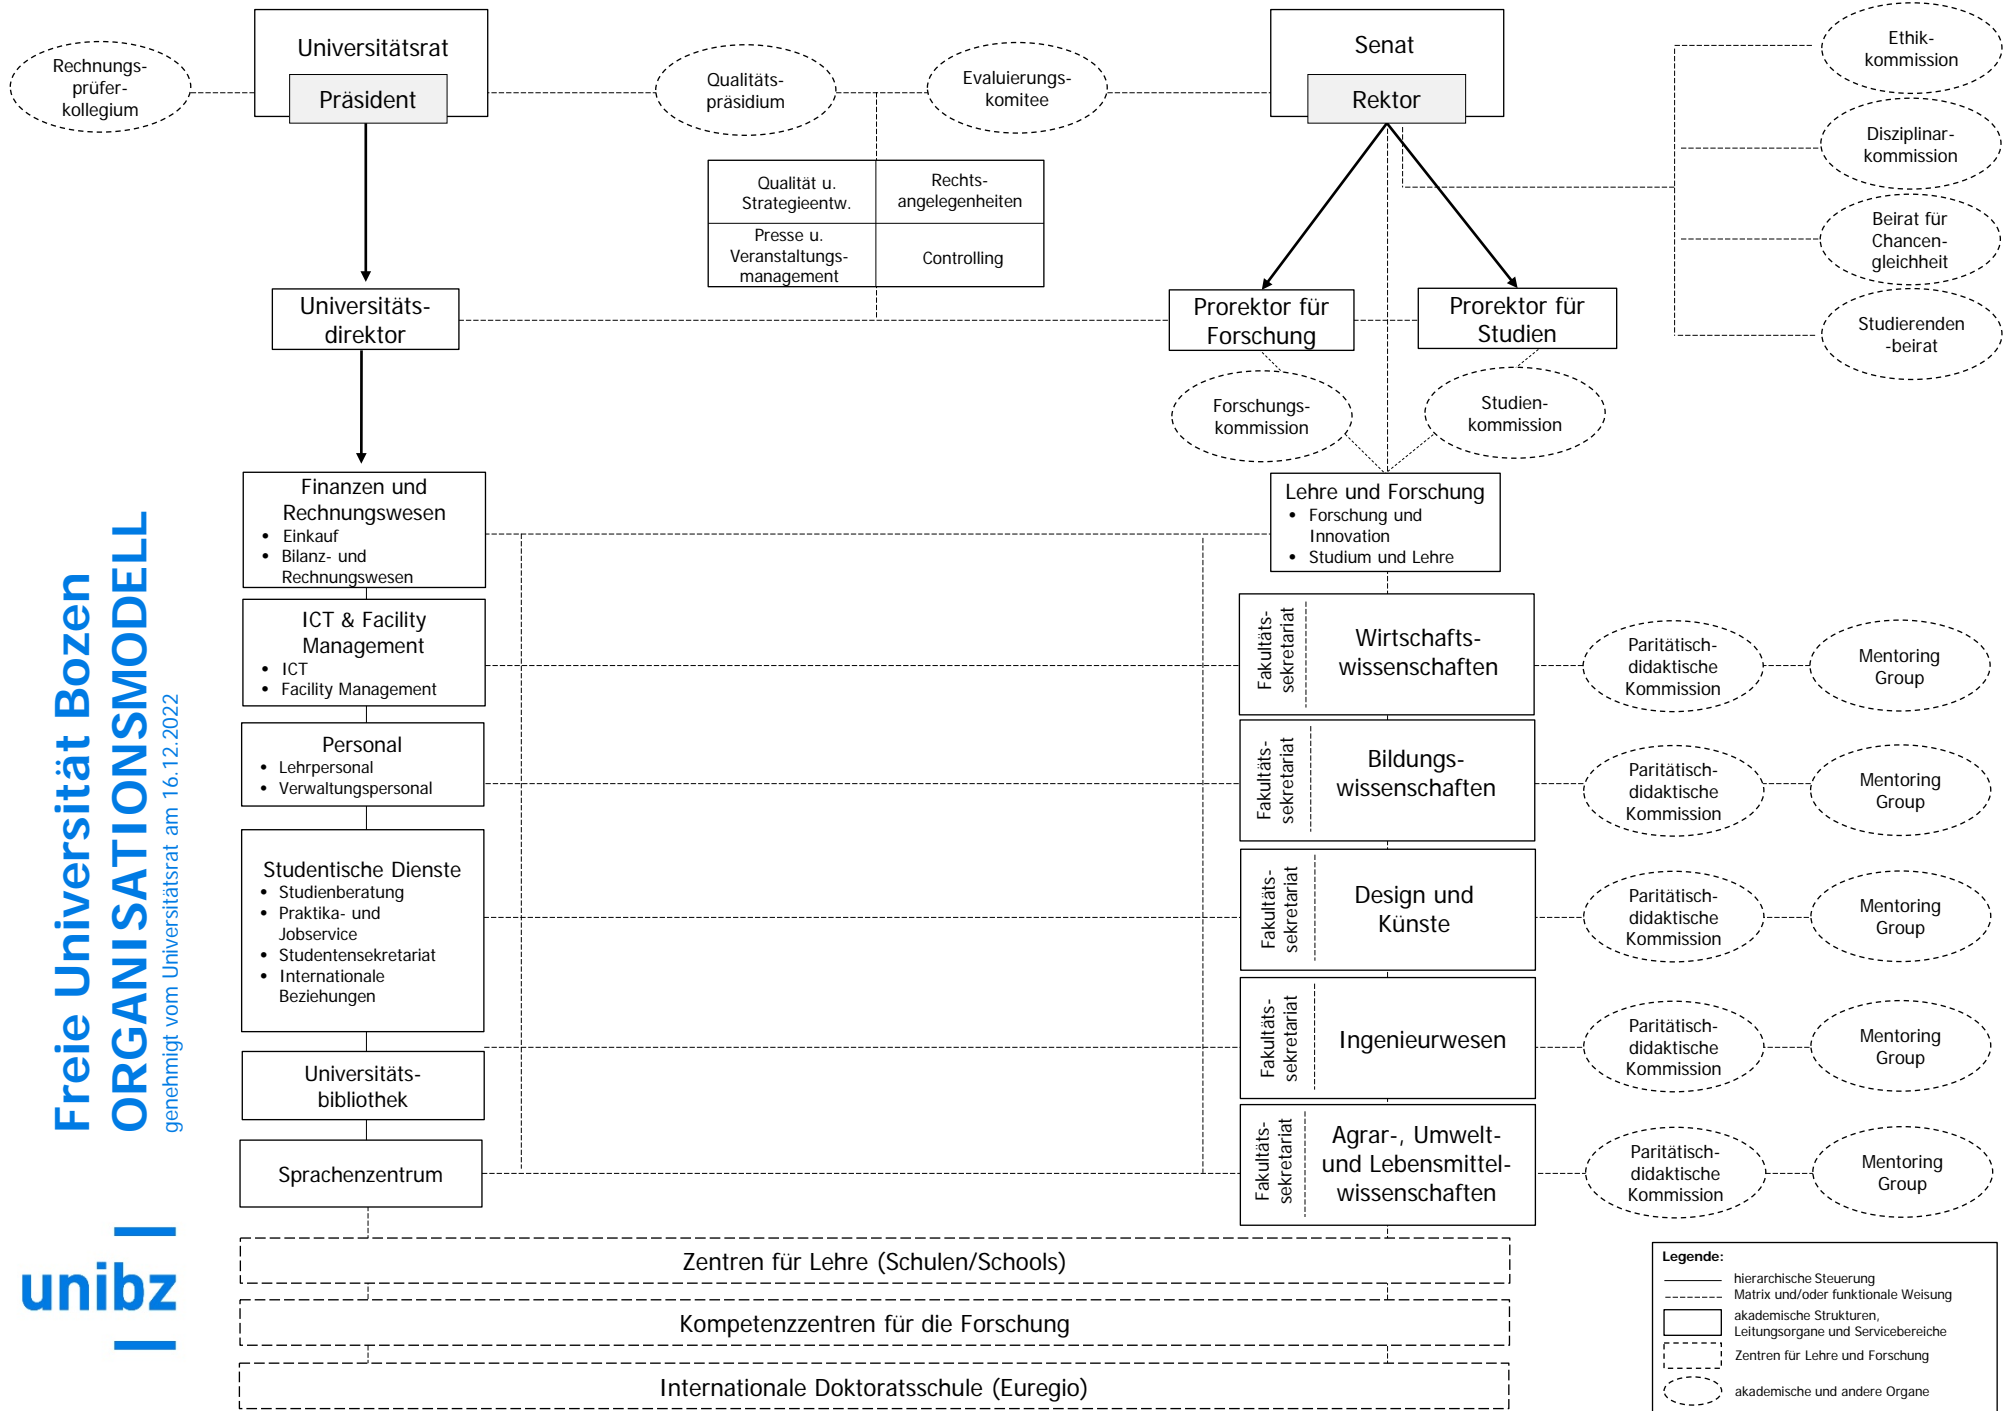 Freie Universität Bozen
ORGANISATIONSMODELL
genehmigt vom Universitätsrat am 16.12.2022
unibz
Rechnungs-
prüfer-
kollegium
Universitätsrat
Präsident
Qualitäts-
präsidium
Evaluierungs-
komitee
Senat
Rektor
Ethik-
kommission
Disziplinar-
kommission
Beirat für
Chancen-
gleichheit
Studierenden
-beirat
Qualität u.
Strategieentw.
Rechts-
angelegenheiten
Presse u.
Veranstaltungs-
management
Controlling
Universitäts-
direktor
Prorektor für
Forschung
Prorektor für
Studien
Forschungs-
kommission
Studien-
kommission
Finanzen und
Rechnungswesen
• Einkauf
• Bilanz- und
Rechnungswesen
ICT & Facility
Management
• ICT
• Facility Management
Personal
• Lehrpersonal
• Verwaltungspersonal
Studentische Dienste
• Studienberatung
• Praktika- und
Jobservice
• Studentensekretariat
• Internationale
Beziehungen
Universitäts-
bibliothek
Sprachenzentrum
Lehre und Forschung
• Forschung und
Innovation
• Studium und Lehre
Fakultäts-
sekretariat
Wirtschafts-
wissenschaften
Paritätisch-
didaktische
Kommission
Mentoring
Group
Fakultäts-
sekretariat
Bildungs-
wissenschaften
Paritätisch-
didaktische
Kommission
Mentoring
Group
Fakultäts-
sekretariat
Design und
Künste
Paritätisch-
didaktische
Kommission
Mentoring
Group
Fakultäts-
sekretariat
Ingenieurwesen
Paritätisch-
didaktische
Kommission
Mentoring
Group
Fakultäts-
sekretariat
Agrar-, Umwelt-
und Lebensmittel-
wissenschaften
Paritätisch-
didaktische
Kommission
Mentoring
Group
Zentren für Lehre (Schulen/Schools)
Kompetenzzentren für die Forschung
Internationale Doktoratsschule (Euregio)
Legende:
hierarchische Steuerung
Matrix und/oder funktionale Weisung
akademische Strukturen,
Leitungsorgane und Servicebereiche
Zentren für Lehre und Forschung
akademische und andere Organe